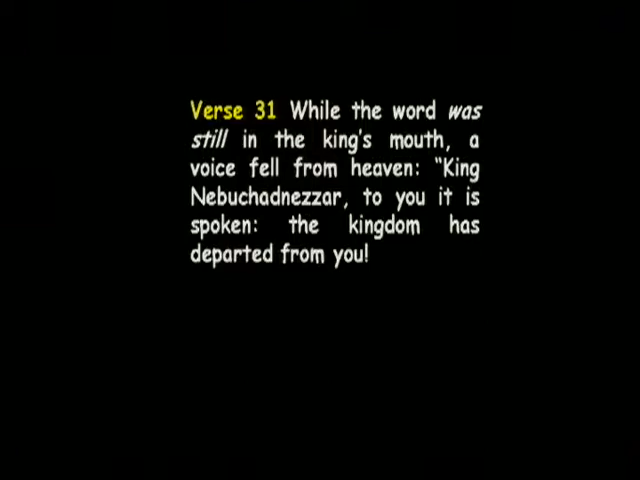 Verse 31 While the word was
still in the king's mouth, a
voice fell from heaven: “King
Nebuchadnezzar, to you it is
spoken: the kingdom has
departed from you!